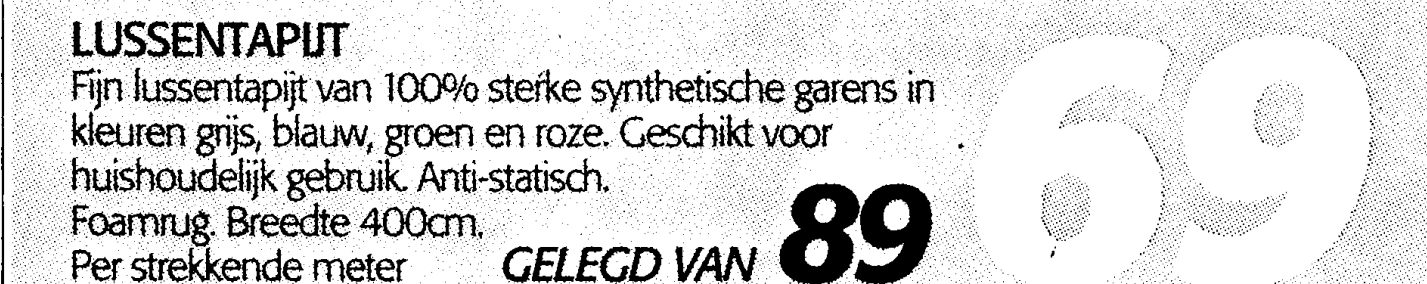 LUSSENTAPIJT
Fijn lussentapijt van 100% sterke synthetische garens in
kleuren grijs, blauw, groen en roze. Geschikt voor
huishoudelijk gebruik. Anti-statisch.
Foamrug. Breedte 400cm.
Per strekkende meter GELEGD VAN 89
69